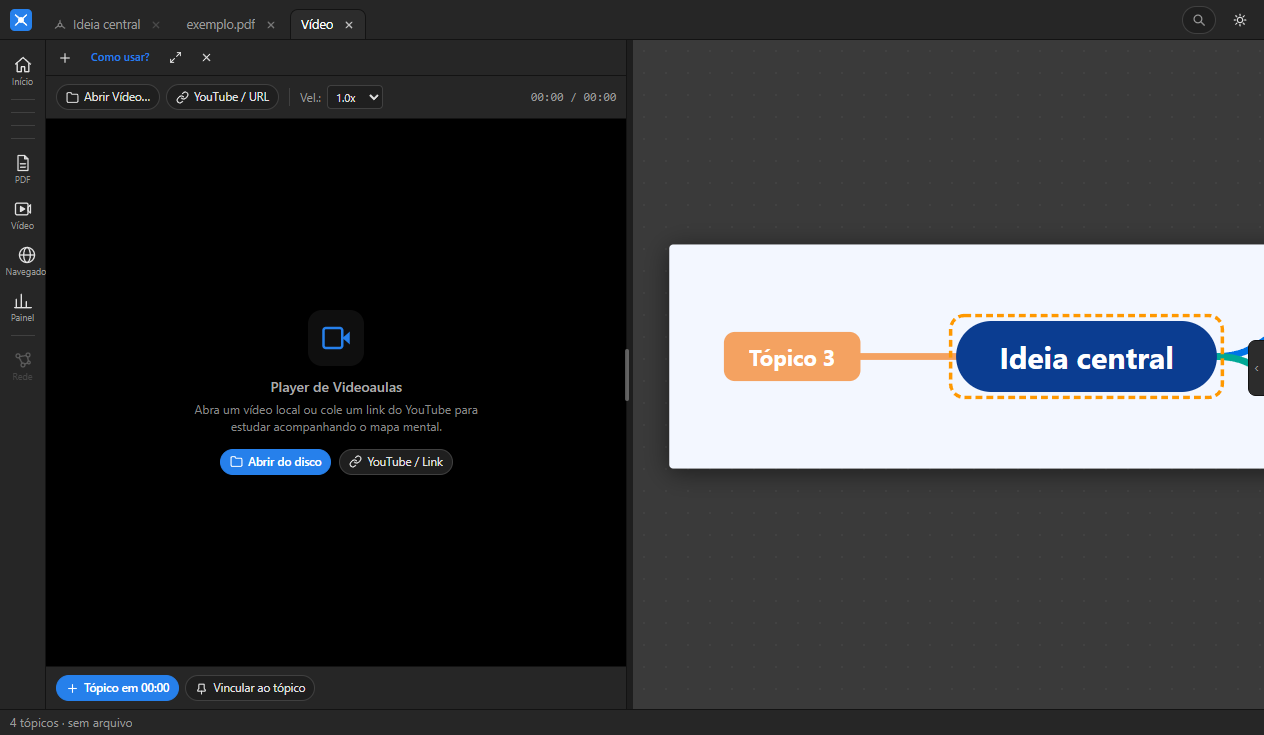 Ideia central
exemplo.pdf
Vídeo
Como usar?
Início
Abrir Vídeo...
YouTube / URL
Vel.:
1.0x
00:00 / 00:00
PDF
Vídeo
Navegado
Painel
Rede
Player de Videoaulas
Abra um vídeo local ou cole um link do YouTube para
estudar acompanhando o mapa mental.
Abrir do disco
YouTube / Link
Tópico 3
Ideia central
Tópico em 00:00
Vincular ao tópico
4 tópicos · sem arquivo